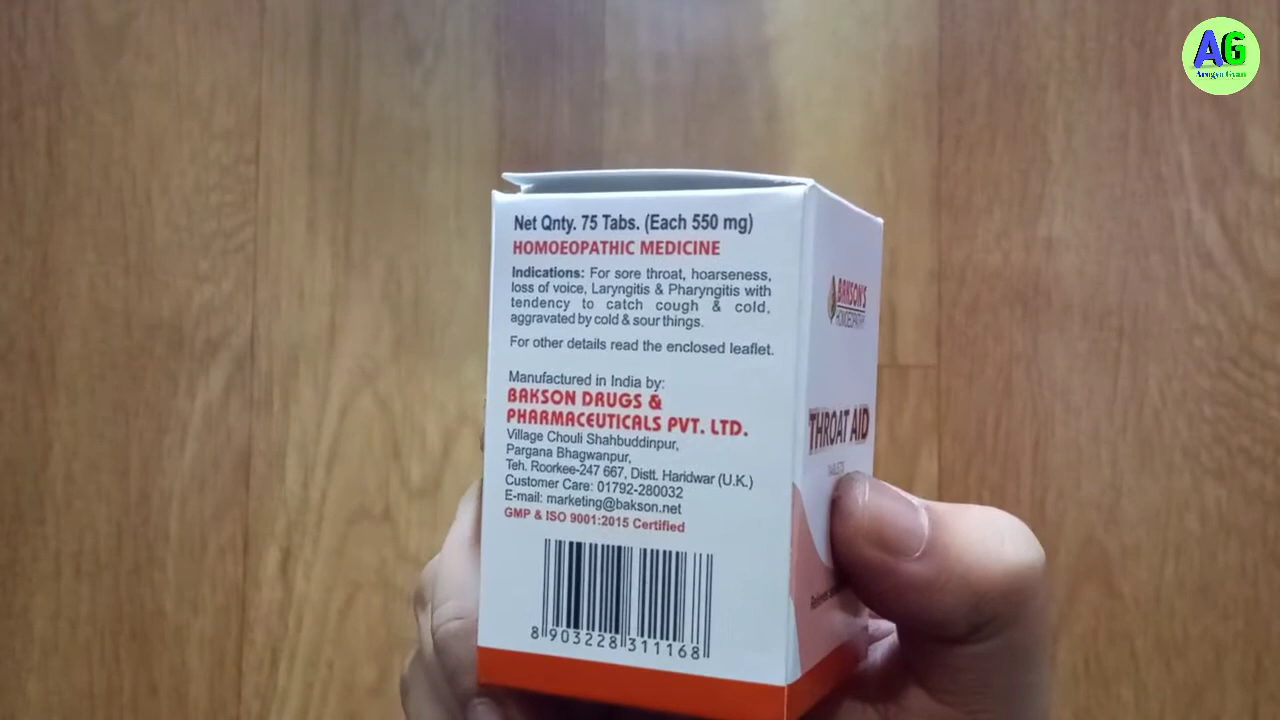 AG
Arogya Gyan
Net Qnty. 75 Tabs. (Each 550 mg)
HOMOEOPATHIC MEDICINE
Indications: For sore throat, hoarseness,
loss of voice, Laryngitis & Pharyngitis with
tendency to catch cough & cold,
aggravated by cold & sour things.
For other details read the enclosed leaflet.
Manufactured in India by:
BAKSON DRUGS &
PHARMACEUTICALS PVT. LTD.
Village Chouli Shahbuddinpur,
Pargana Bhagwanpur,
Teh. Roorkee-247 667, Distt. Haridwar (U.K.)
Customer Care: 01792-280032
E-mail: marketing@bakson.net
GMP & ISO 9001:2015 Certified
8 903228 311168
BAKSON'S
HOMOEOPATHY
THROAT AID
TABLETS